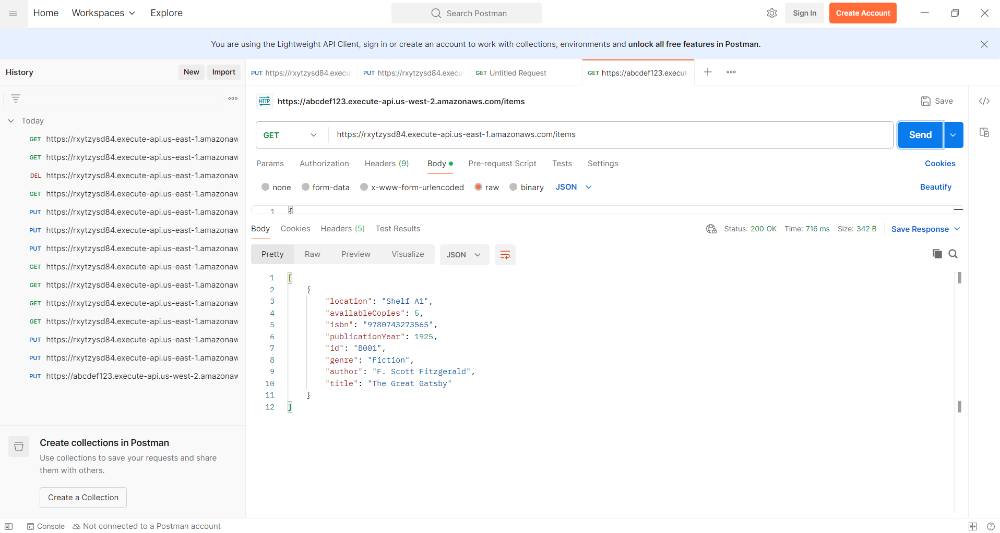 Home Workspaces Explore Search Postman Sign In Create Account
You are using the Lightweight API Client, sign in or create an account to work with collections, environments and unlock all free features in Postman.
History New Import
PUT https://rxytzysd84.execu PUT https://rxytzysd84.execu GET Untitled Request GET https://abcdef123.execut
HTTP https://abcdef123.execute-api.us-west-2.amazonaws.com/items Save
Today
GET https://rxytzysd84.execute-api.us-east-1.amazonaw
GET https://rxytzysd84.execute-api.us-east-1.amazonaw
DEL https://rxytzysd84.execute-api.us-east-1.amazonaw
GET https://rxytzysd84.execute-api.us-east-1.amazonaw
PUT https://rxytzysd84.execute-api.us-east-1.amazonaw
PUT https://rxytzysd84.execute-api.us-east-1.amazonaw
PUT https://rxytzysd84.execute-api.us-east-1.amazonaw
GET https://rxytzysd84.execute-api.us-east-1.amazonaw
GET https://rxytzysd84.execute-api.us-east-1.amazonaw
GET https://rxytzysd84.execute-api.us-east-1.amazonaw
GET https://rxytzysd84.execute-api.us-east-1.amazonaw
PUT https://rxytzysd84.execute-api.us-east-1.amazonaw
PUT https://rxytzysd84.execute-api.us-east-1.amazonaw
PUT https://abcdef123.execute-api.us-west-2.amazonaw
Create collections in Postman
Use collections to save your requests and share
them with others.
Create a Collection
GET https://rxytzysd84.execute-api.us-east-1.amazonaws.com/items Send
Params Authorization Headers (9) Body Pre-request Script Tests Settings Cookies
none form-data x-www-form-urlencoded raw binary JSON Beautify
1 {
Body Cookies Headers (5) Test Results Status: 200 OK Time: 716 ms Size: 342 B Save Response
Pretty Raw Preview Visualize JSON
1 [
2 {
3 "location": "Shelf A1",
4 "availableCopies": 5,
5 "isbn": "9780743273565",
6 "publicationYear": 1925,
7 "id": "B001",
8 "genre": "Fiction",
9 "author": "F. Scott Fitzgerald",
10 "title": "The Great Gatsby"
11 }
12 ]
Console Not connected to a Postman account